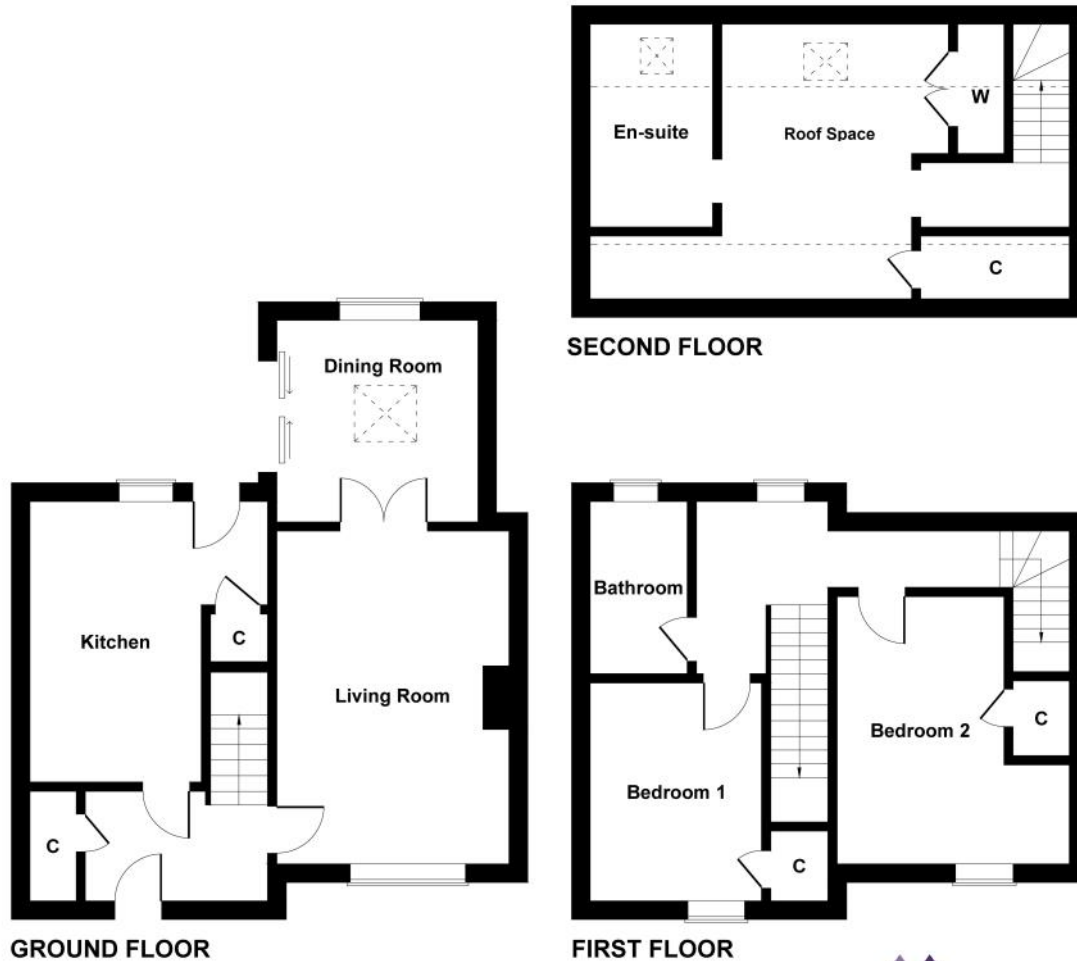 En-suite
Roof Space
W
C
SECOND FLOOR
Dining Room
Kitchen
C
Living Room
C
GROUND FLOOR
Bathroom
Bedroom 2
C
Bedroom 1
C
FIRST FLOOR